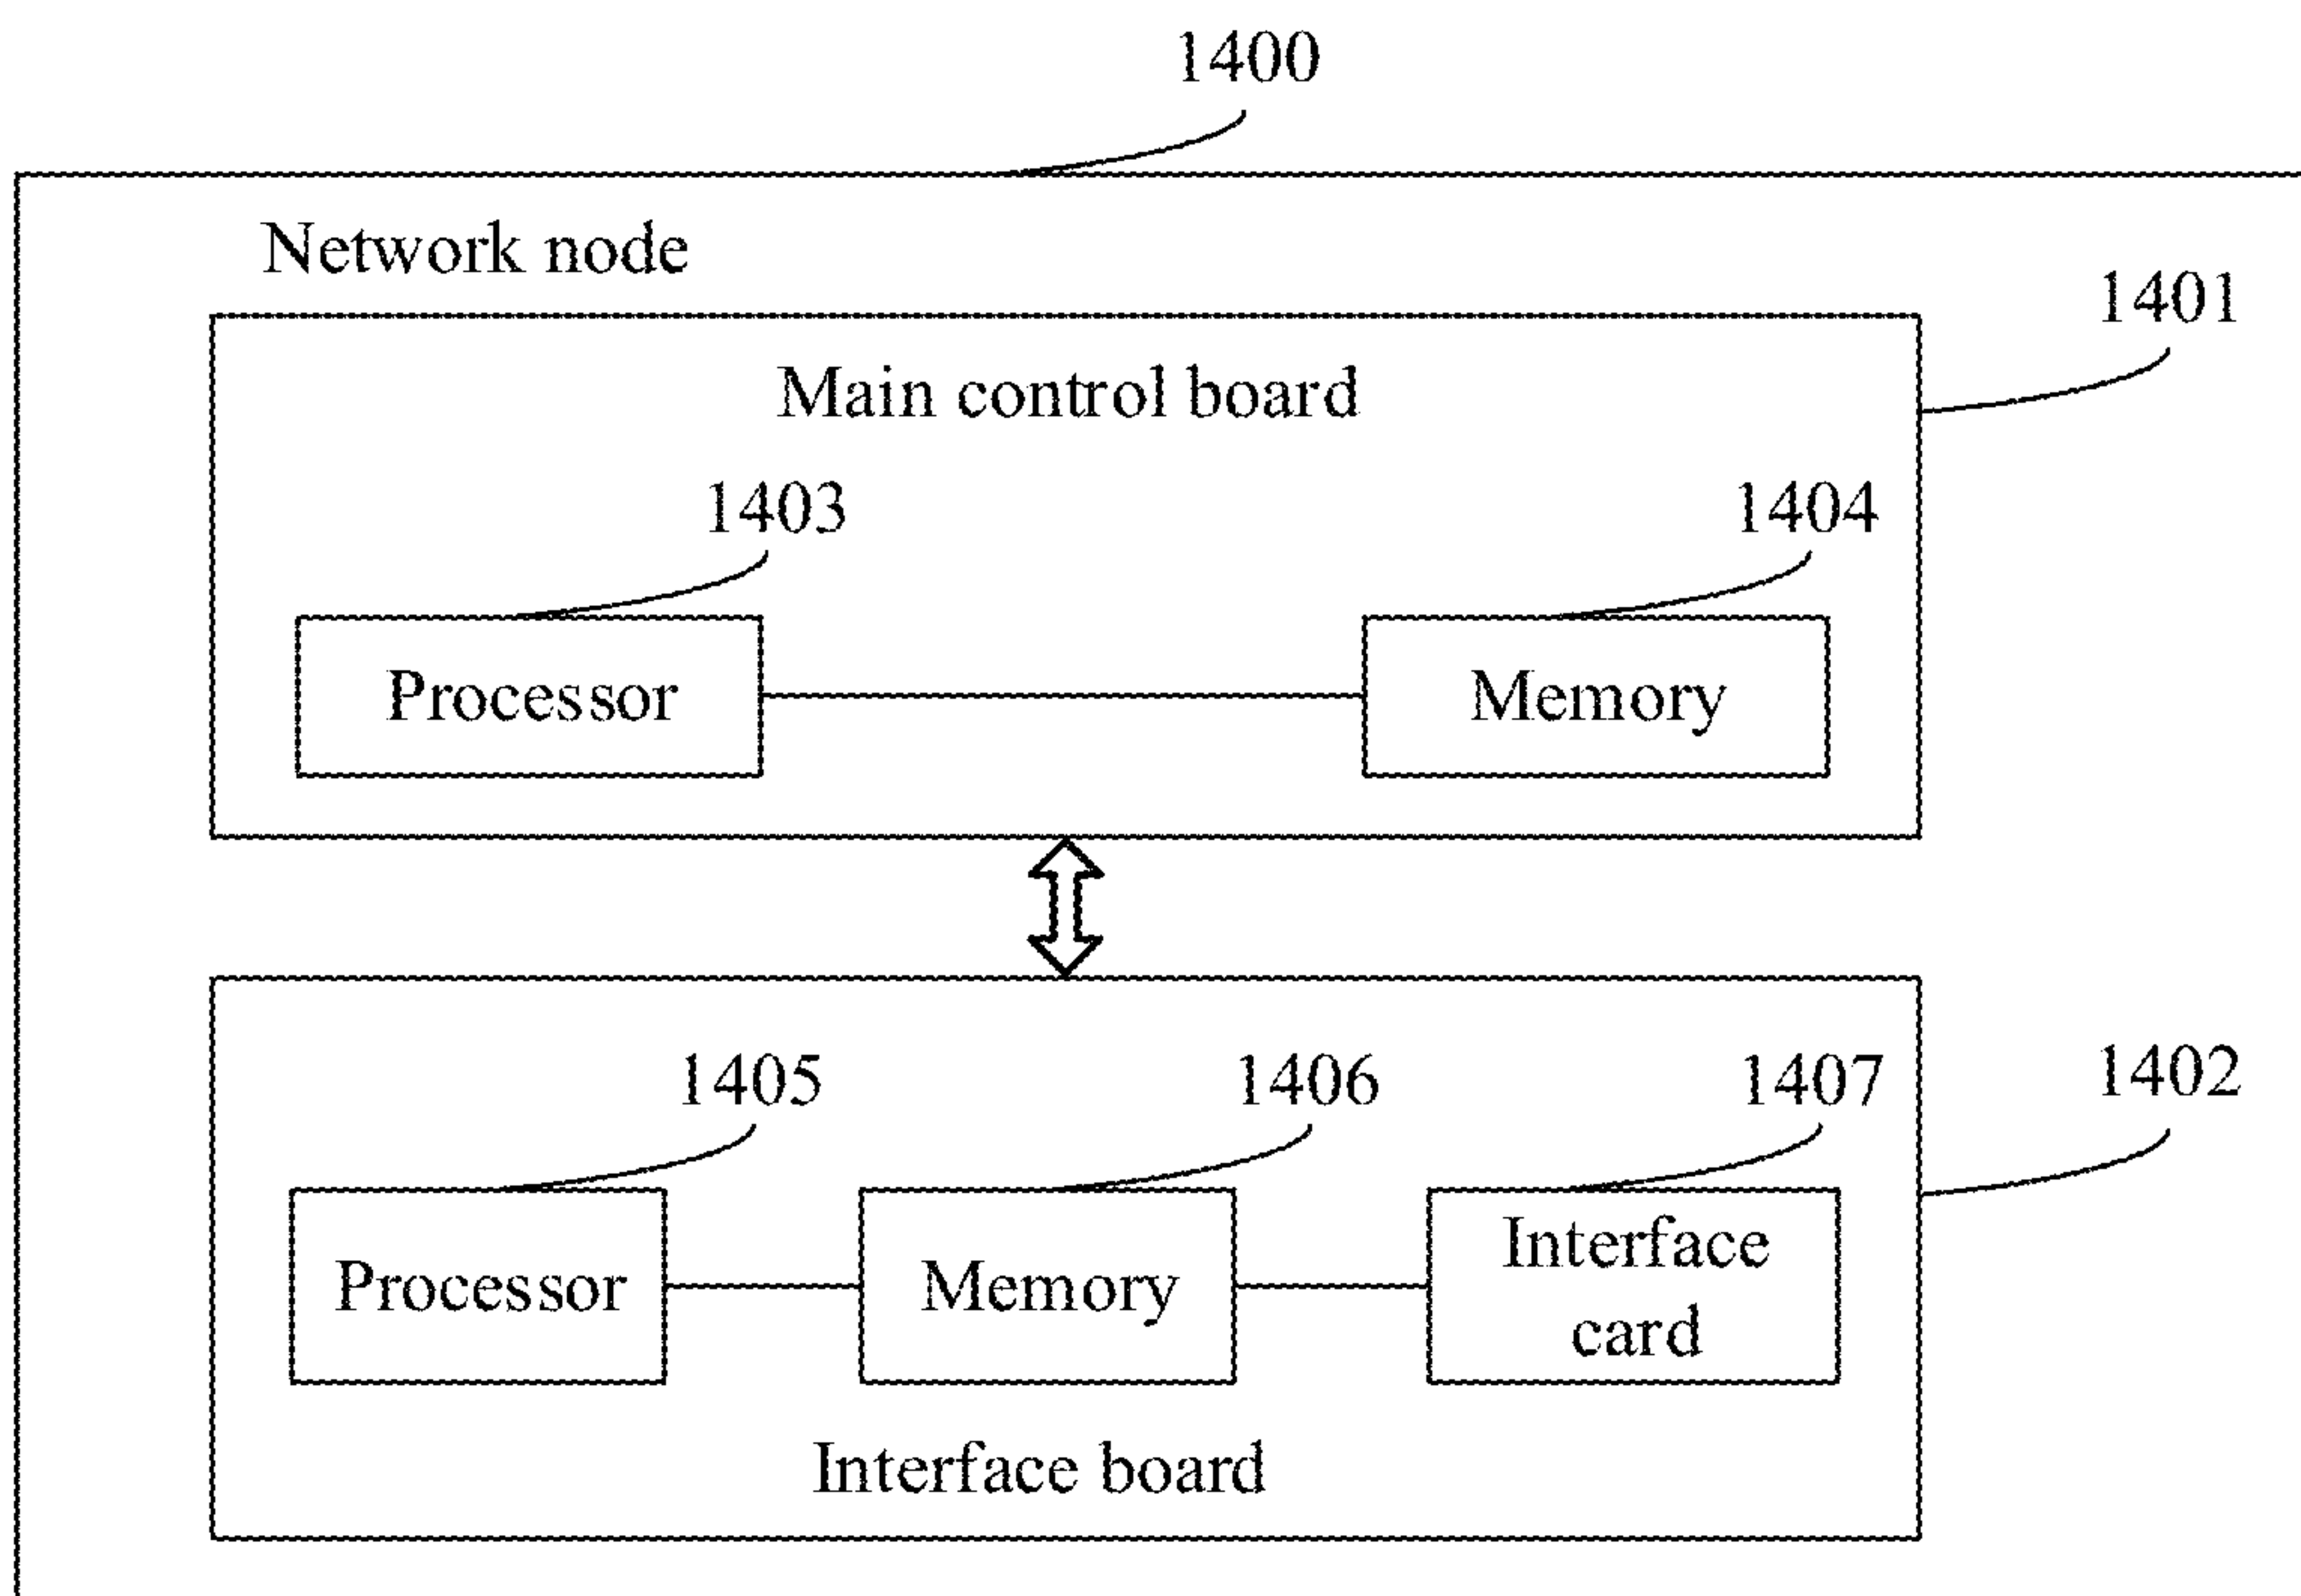 1400
Network node
1401
Main control board
1403
1404
Processor
Memory
1405
1406
1407
1402
Processor
Memory
Interface
card
Interface board